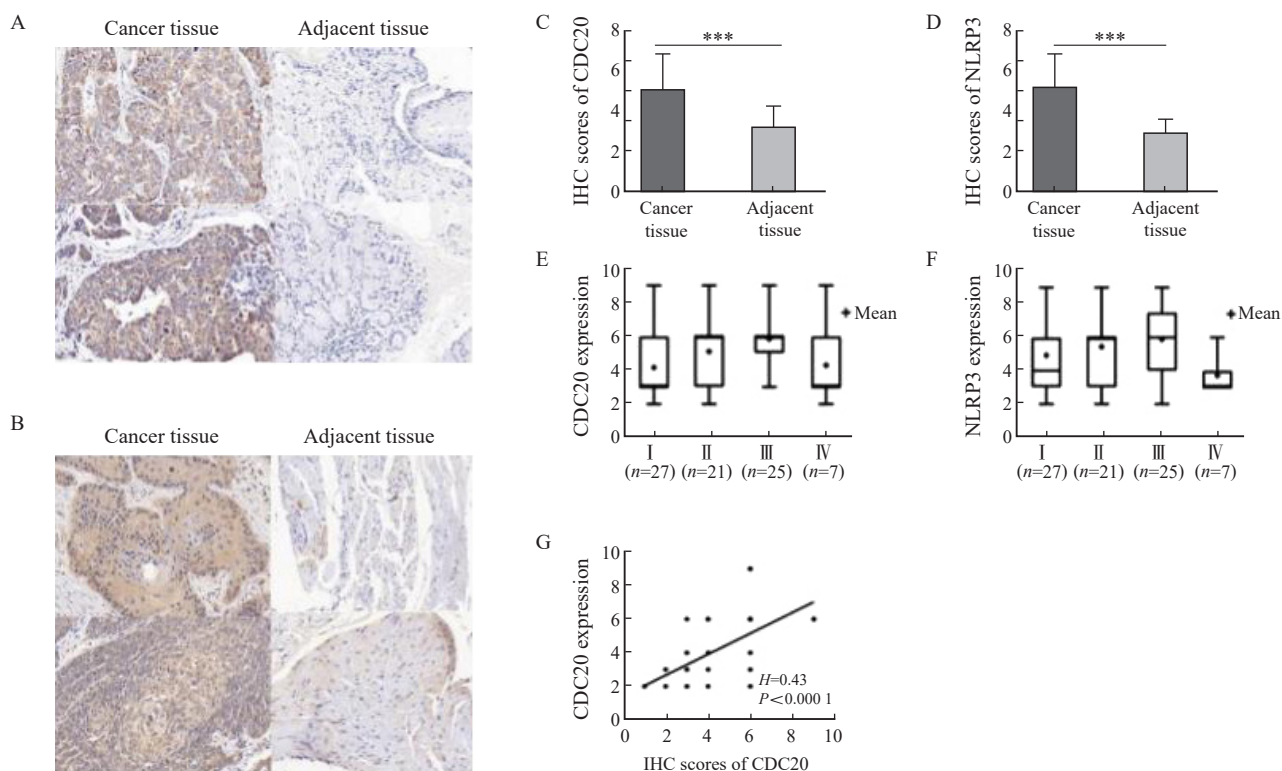 A
Cancer tissue
Adjacent tissue
B
Cancer tissue
Adjacent tissue
C
IHC scores of CDC20
8
6
4
2
0
***
Cancer
tissue
Adjacent
tissue
D
IHC scores of NLRP3
8
6
4
2
0
***
Cancer
tissue
Adjacent
tissue
E
CDC20 expression
10
8
6
4
2
0
Mean
I
(n=27)
II
(n=21)
III
(n=25)
IV
(n=7)
F
NLRP3 expression
10
8
6
4
2
0
Mean
I
(n=27)
II
(n=21)
III
(n=25)
IV
(n=7)
G
CDC20 expression
10
8
6
4
2
0
H=0.43
P<0.000 1
0 2 4 6 8 10
IHC scores of CDC20